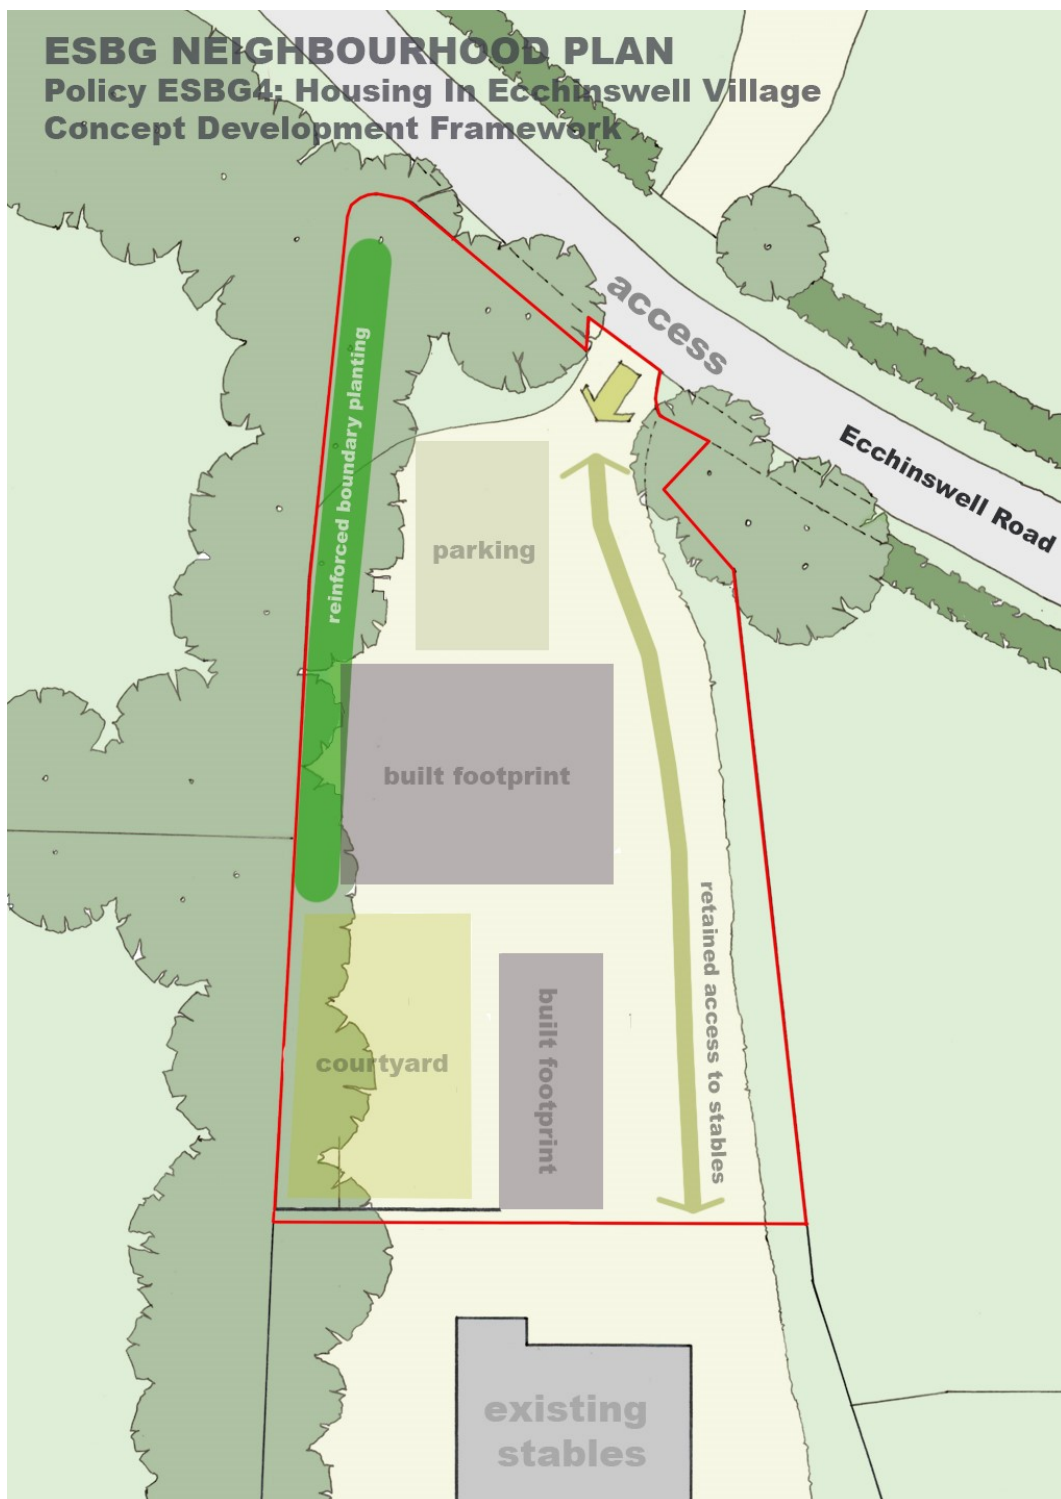 ESBG NEIGHBOURHOOD PLAN
Policy ESBG4: Housing In Ecchinswell Village
Concept Development Framework
access
Ecchinswell Road
reinforced boundary planting
parking
built footprint
retained access to stables
courtyard
built footprint
existing
stables